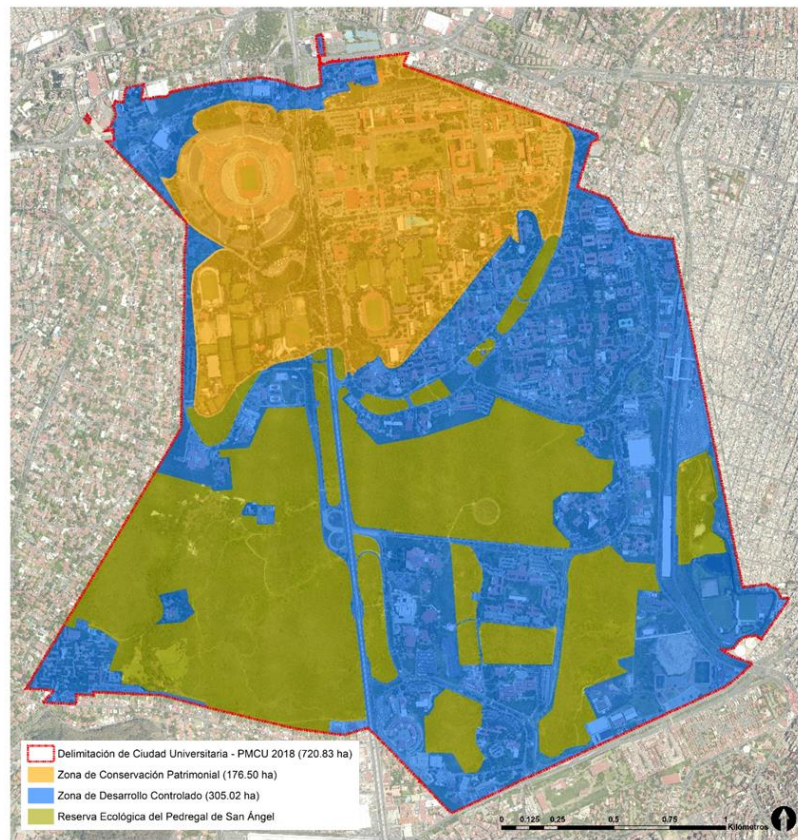 Delimitación de Ciudad Universitaria - PMCU 2018 (720.83 ha)
Zona de Conservación Patrimonial (176.50 ha)
Zona de Desarrollo Controlado (305.02 ha)
Reserva Ecológica del Pedregal de San Ángel
0 0.125 0.25 0.5 0.75 1
Kilómetros